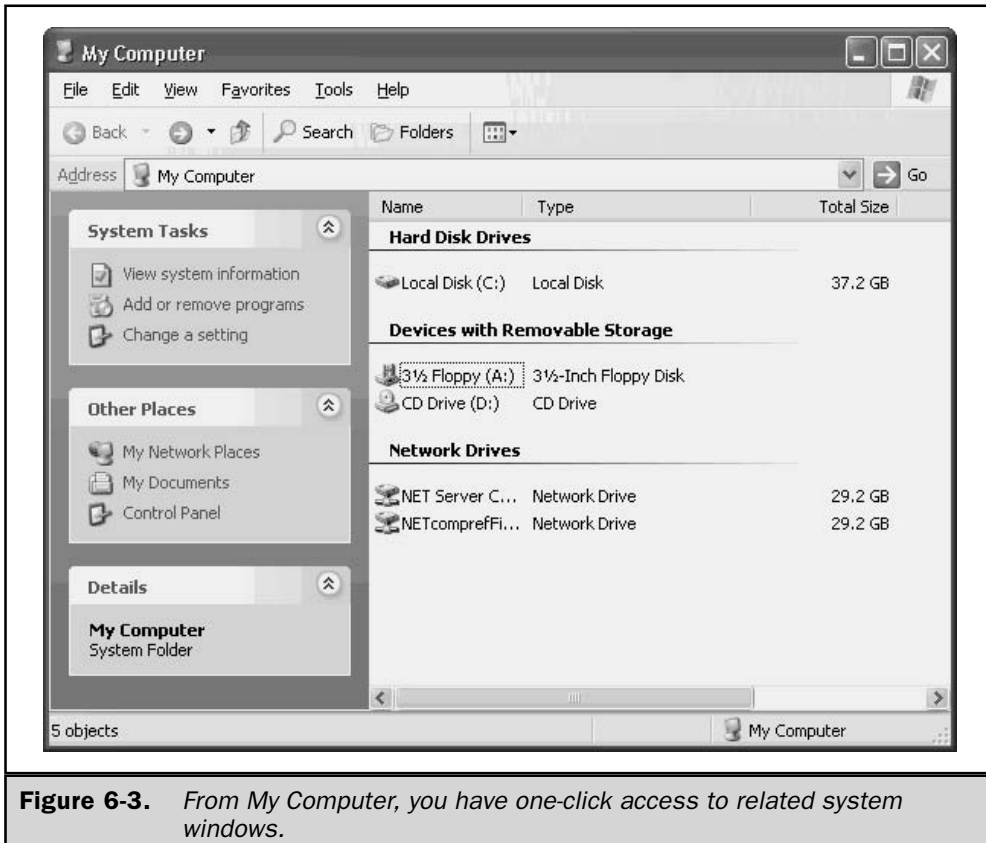 My Computer
File Edit View Favorites Tools Help
Back Search Folders
Address My Computer Go
System Tasks
View system information
Add or remove programs
Change a setting
Other Places
My Network Places
My Documents
Control Panel
Details
My Computer
System Folder
Name Type Total Size
Hard Disk Drives
Local Disk (C:) Local Disk 37.2 GB
Devices with Removable Storage
3½ Floppy (A:) 3½-Inch Floppy Disk
CD Drive (D:) CD Drive
Network Drives
NET Server C... Network Drive 29.2 GB
NETcomprefFi... Network Drive 29.2 GB
5 objects My Computer
Figure 6-3. From My Computer, you have one-click access to related system
windows.